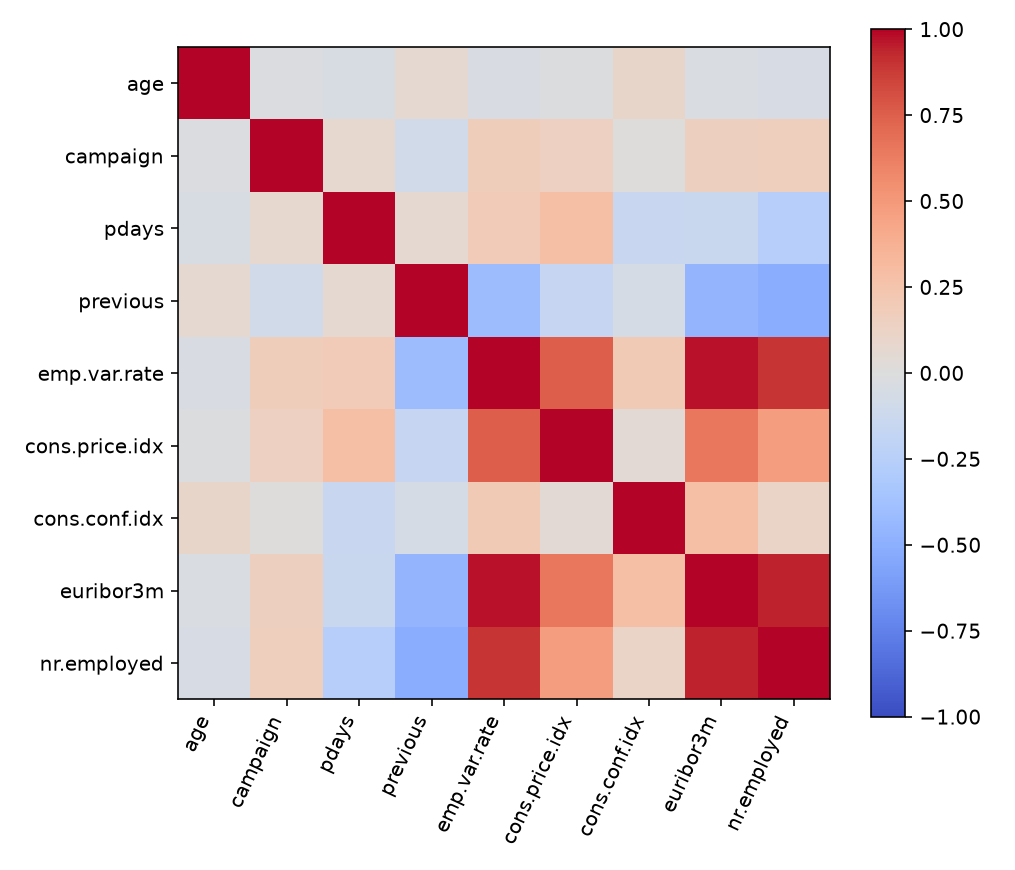 age
campaign
pdays
previous
emp.var.rate
cons.price.idx
cons.conf.idx
euribor3m
nr.employed
age
campaign
pdays
previous
emp.var.rate
cons.price.idx
cons.conf.idx
euribor3m
nr.employed
1.00
0.75
0.50
0.25
0.00
−0.25
−0.50
−0.75
−1.00